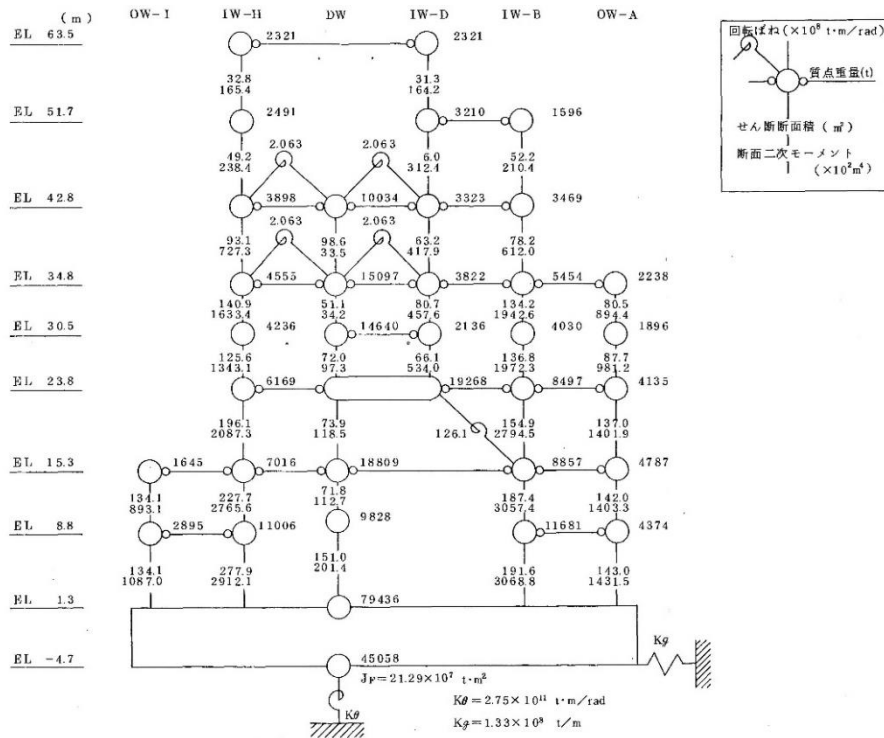 (m) OW-I IW-H DW IW-D IW-B OW-A
EL 63.5 2321 2321
32.8 31.3
165.4 164.2
EL 51.7 2491 3210 1596
49.2 2.063 2.063 6.0 52.2
238.4 312.4 210.4
EL 42.8 3898 10034 3323 3469
93.1 2.063 98.6 2.063 63.2 78.2
727.3 33.5 417.9 612.0
EL 34.8 4555 15097 3822 5454 2238
140.9 51.1 80.7 134.2 80.5
1633.4 34.2 457.6 1942.6 894.4
EL 30.5 4236 14640 2136 4030 1896
125.6 72.0 66.1 136.8 87.7
1343.1 97.3 534.0 1972.3 981.2
EL 23.8 6169 19268 8497 4135
196.1 73.9 126.1 154.9 137.0
2087.3 118.5 2794.5 1401.9
EL 15.3 1645 7016 18809 8857 4787
134.1 227.7 71.8 187.4 142.0
893.1 2765.6 112.7 3057.4 1403.3
EL 8.8 2895 11006 9828 11681 4374
134.1 277.9 151.0 191.6 143.0
1087.0 2912.1 201.4 3068.8 1431.5
EL 1.3 79436
Kg
EL -4.7 45058
JF=21.29×10⁷ t·m²
Kθ
Kθ=2.75×10¹¹ t·m/rad
Kg=1.33×10⁸ t/m
回転ばね(×10⁸ t·m/rad)
質点重量(t)
せん断断面積(m²)
断面二次モーメント
(×10²m⁴)